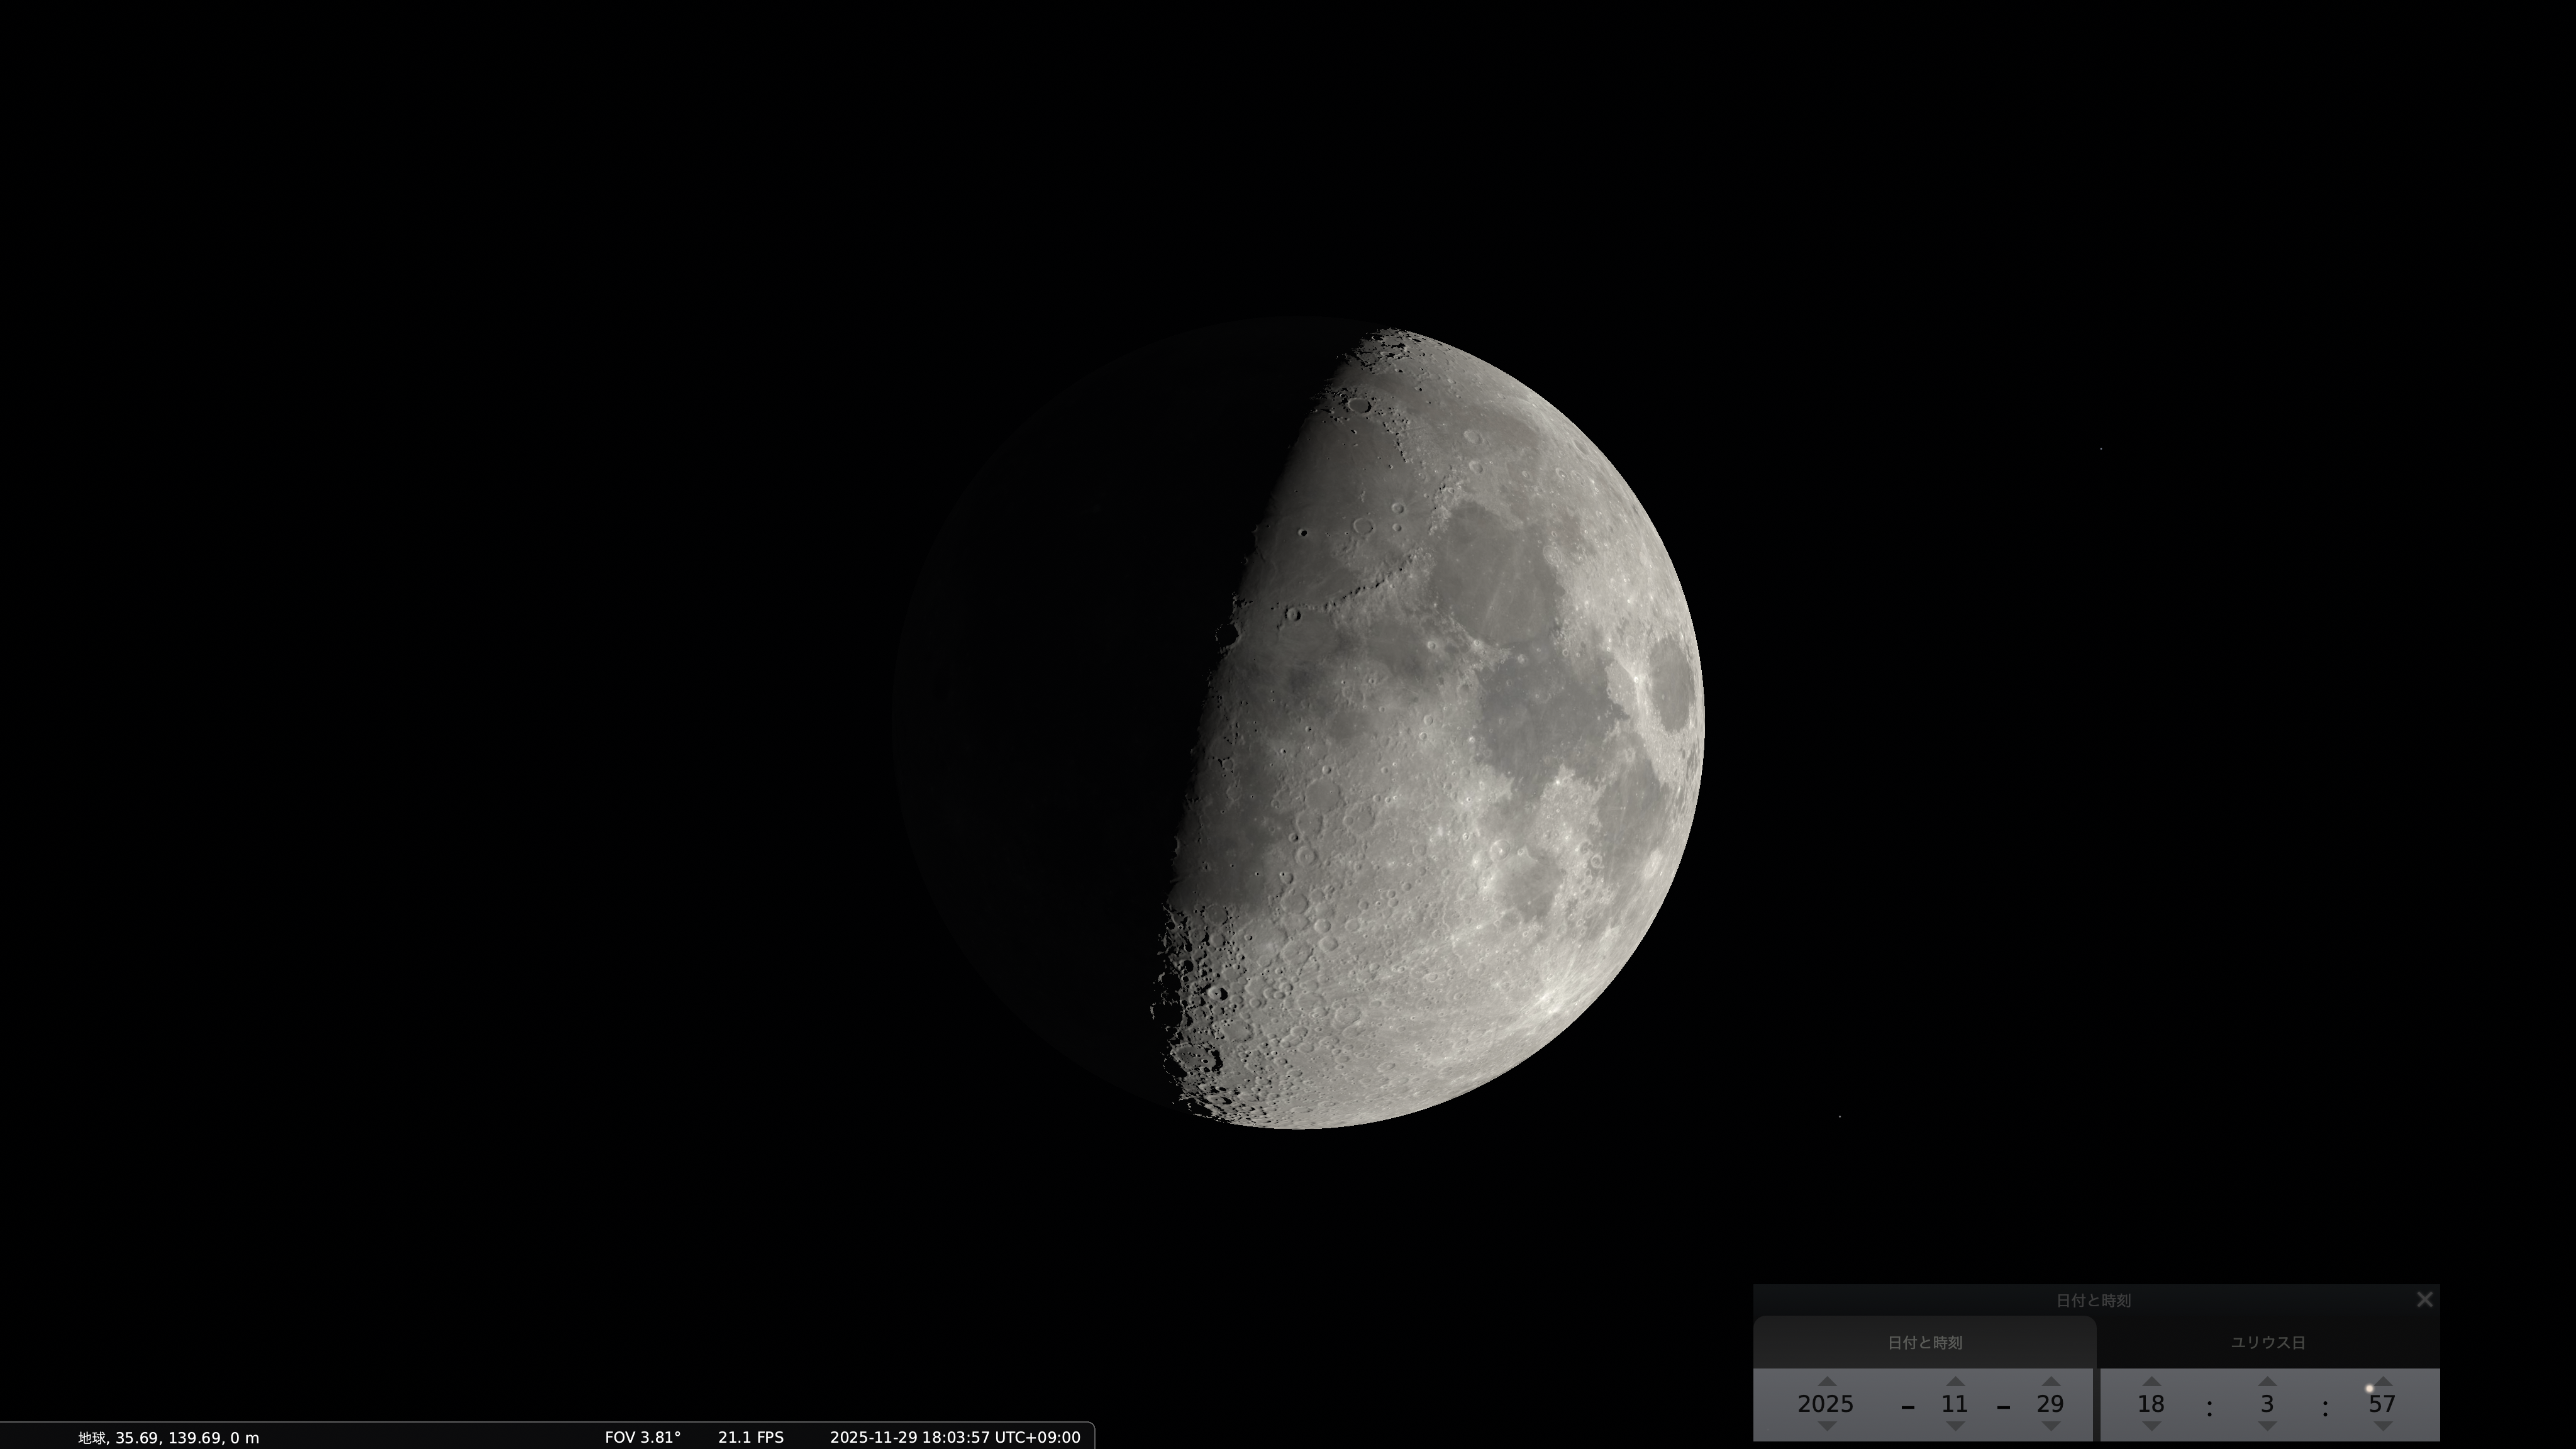 日付と時刻
日付と時刻 ユリウス日
2025 – 11 – 29 18 : 3 : 57
地球, 35.69, 139.69, 0 m FOV 3.81° 21.1 FPS 2025-11-29 18:03:57 UTC+09:00